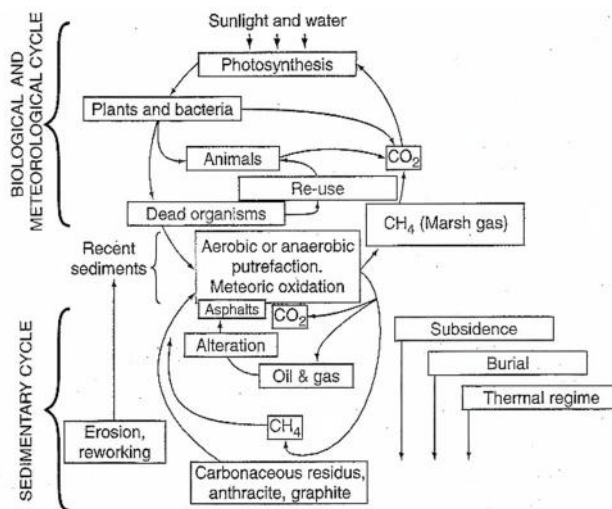 Sunlight and water
Photosynthesis
Plants and bacteria
Animals
CO₂
Re-use
Dead organisms
CH₄ (Marsh gas)
BIOLOGICAL AND
METEOROLOGICAL CYCLE
Recent
sediments
Aerobic or anaerobic
putrefaction.
Meteoric oxidation
Asphalts
CO₂
Alteration
Oil & gas
CH₄
Subsidence
Burial
Thermal regime
Erosion,
reworking
Carbonaceous residue,
anthracite, graphite
SEDIMENTARY CYCLE